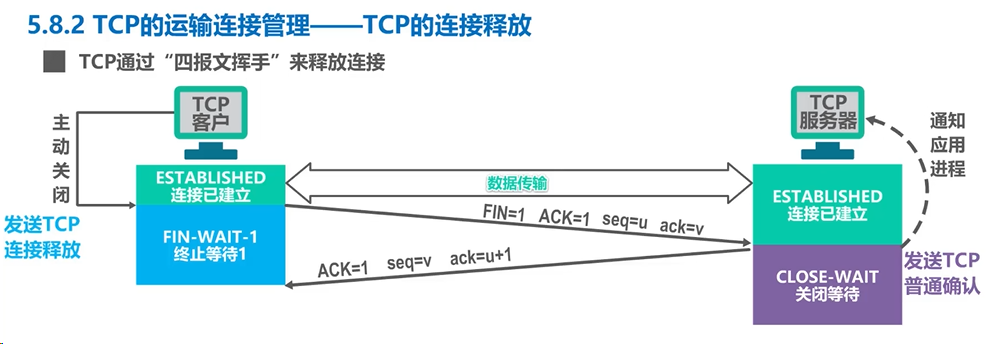 5.8.2 TCP的运输连接管理——TCP的连接释放
TCP通过“四报文挥手”来释放连接
TCP
客户
TCP
服务器
主动关闭
通知
应用
进程
ESTABLISHED
连接已建立
数据传输
ESTABLISHED
连接已建立
发送TCP
连接释放
FIN=1 ACK=1 seq=u ack=v
FIN-WAIT-1
终止等待1
ACK=1 seq=v ack=u+1
CLOSE-WAIT
关闭等待
发送TCP
普通确认